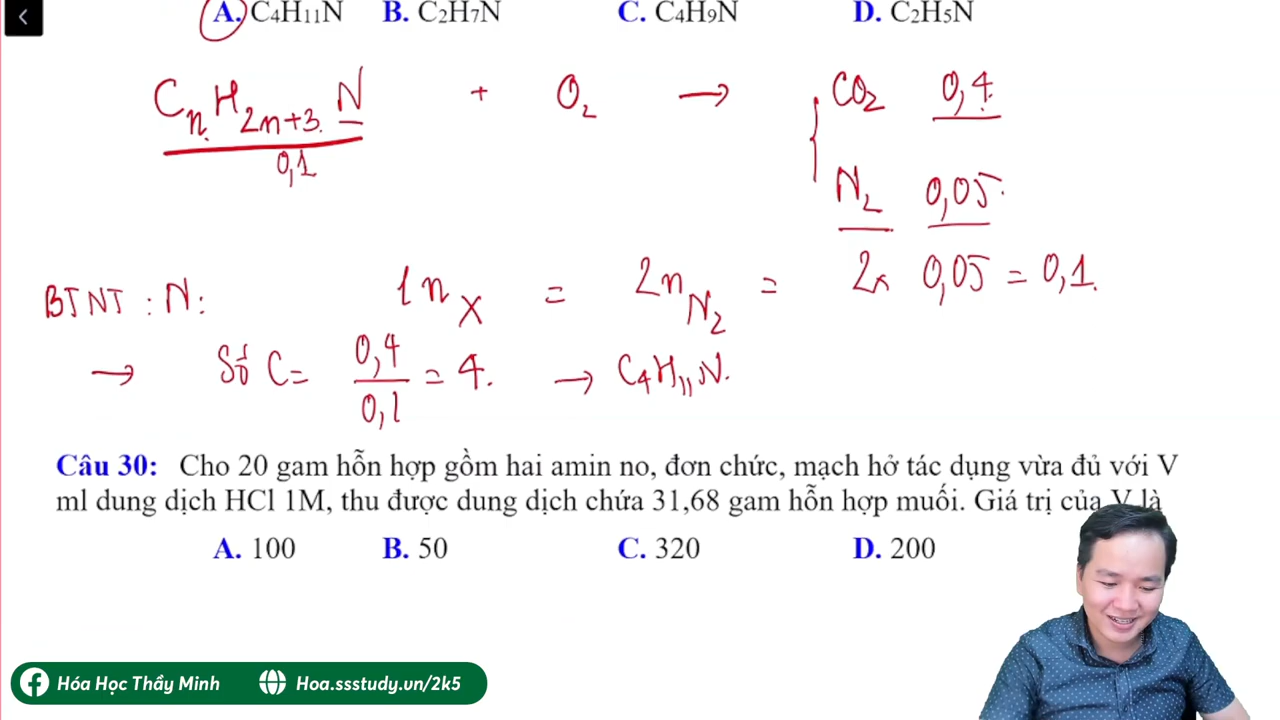 A. C₄H₁₁N B. C₂H₇N C. C₄H₉N D. C₂H₅N
CₙH₂ₙ₊₃N + O₂ → CO₂ 0,4
0,1
N₂ 0,05
BTNT : N: 1n X = 2n N₂ = 2x 0,05 = 0,1.
→ Số C = 0,4/0,1 = 4. → C₄H₁₁N.
Câu 30: Cho 20 gam hỗn hợp gồm hai amin no, đơn chức, mạch hở tác dụng vừa đủ với V
ml dung dịch HCl 1M, thu được dung dịch chứa 31,68 gam hỗn hợp muối. Giá trị của V là
A. 100 B. 50 C. 320 D. 200
Hóa Học Thầy Minh Hoa.ssstudy.vn/2k5